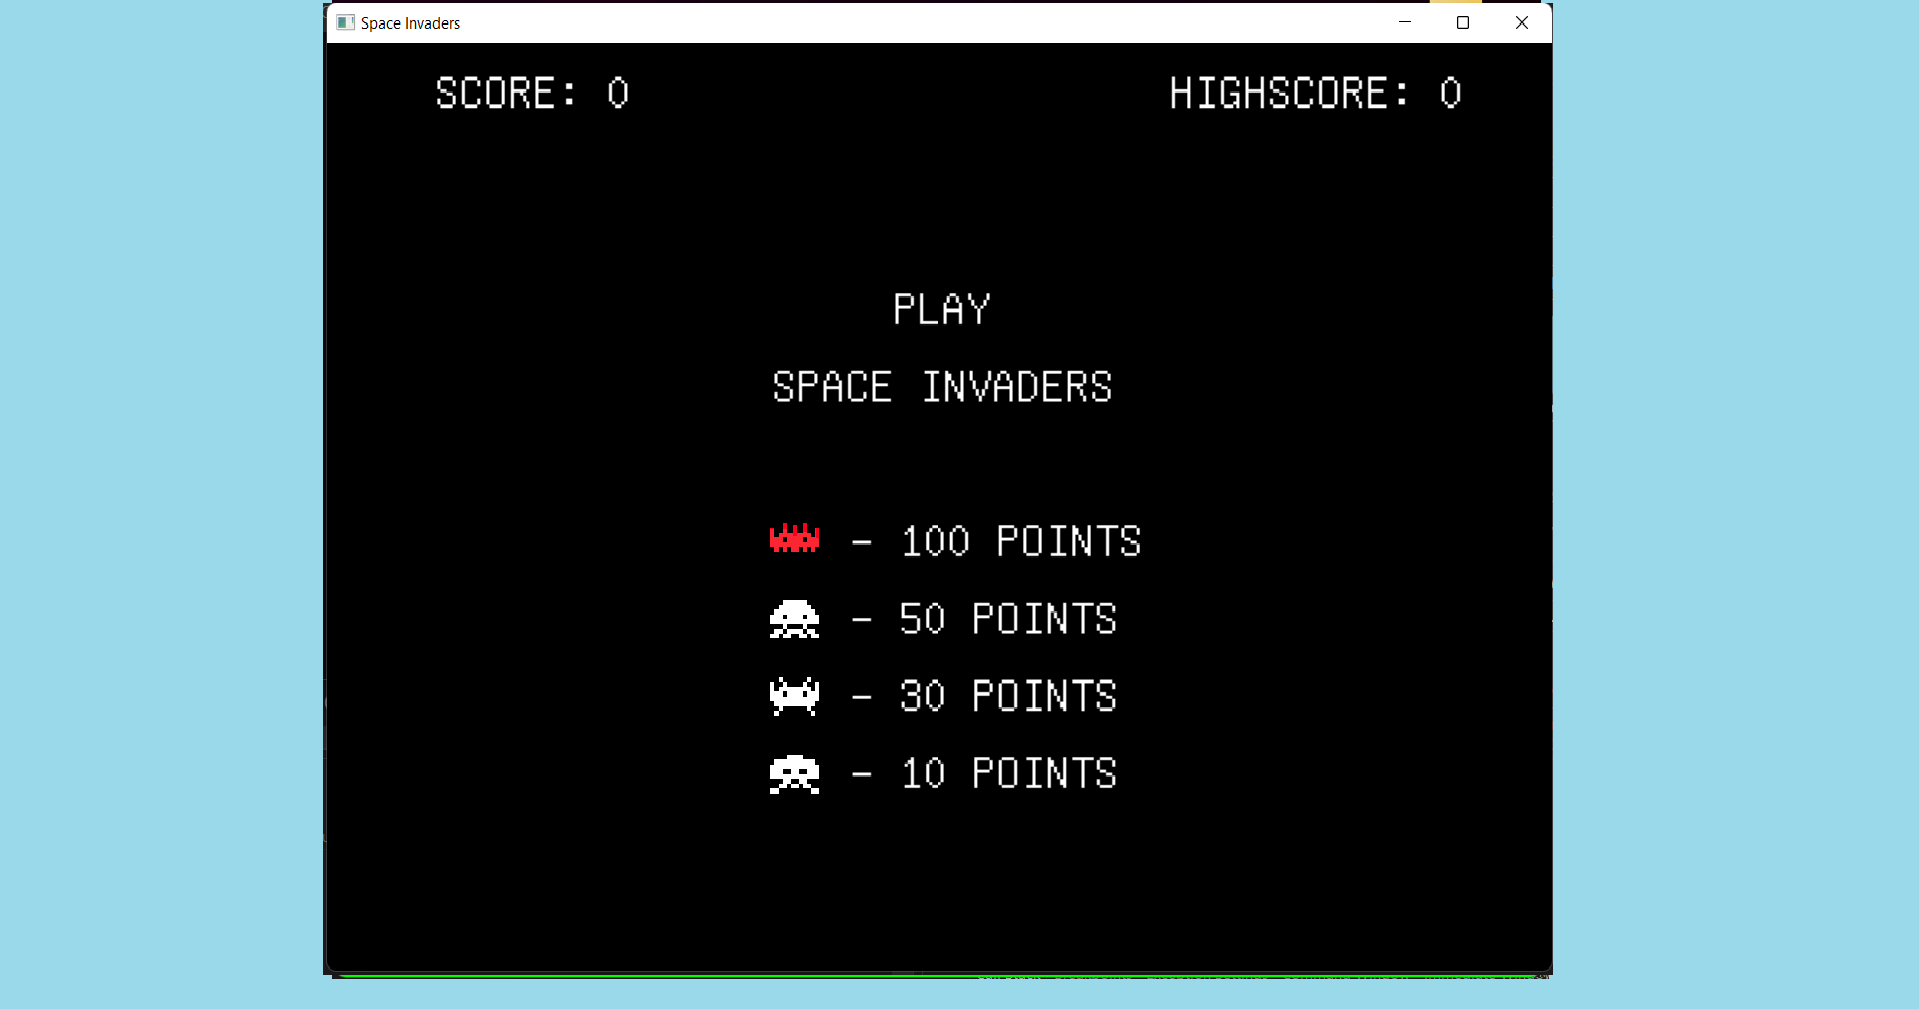 Space Invaders
SCORE: 0 HIGHSCORE: 0
PLAY
SPACE INVADERS
- 100 POINTS
- 50 POINTS
- 30 POINTS
- 10 POINTS